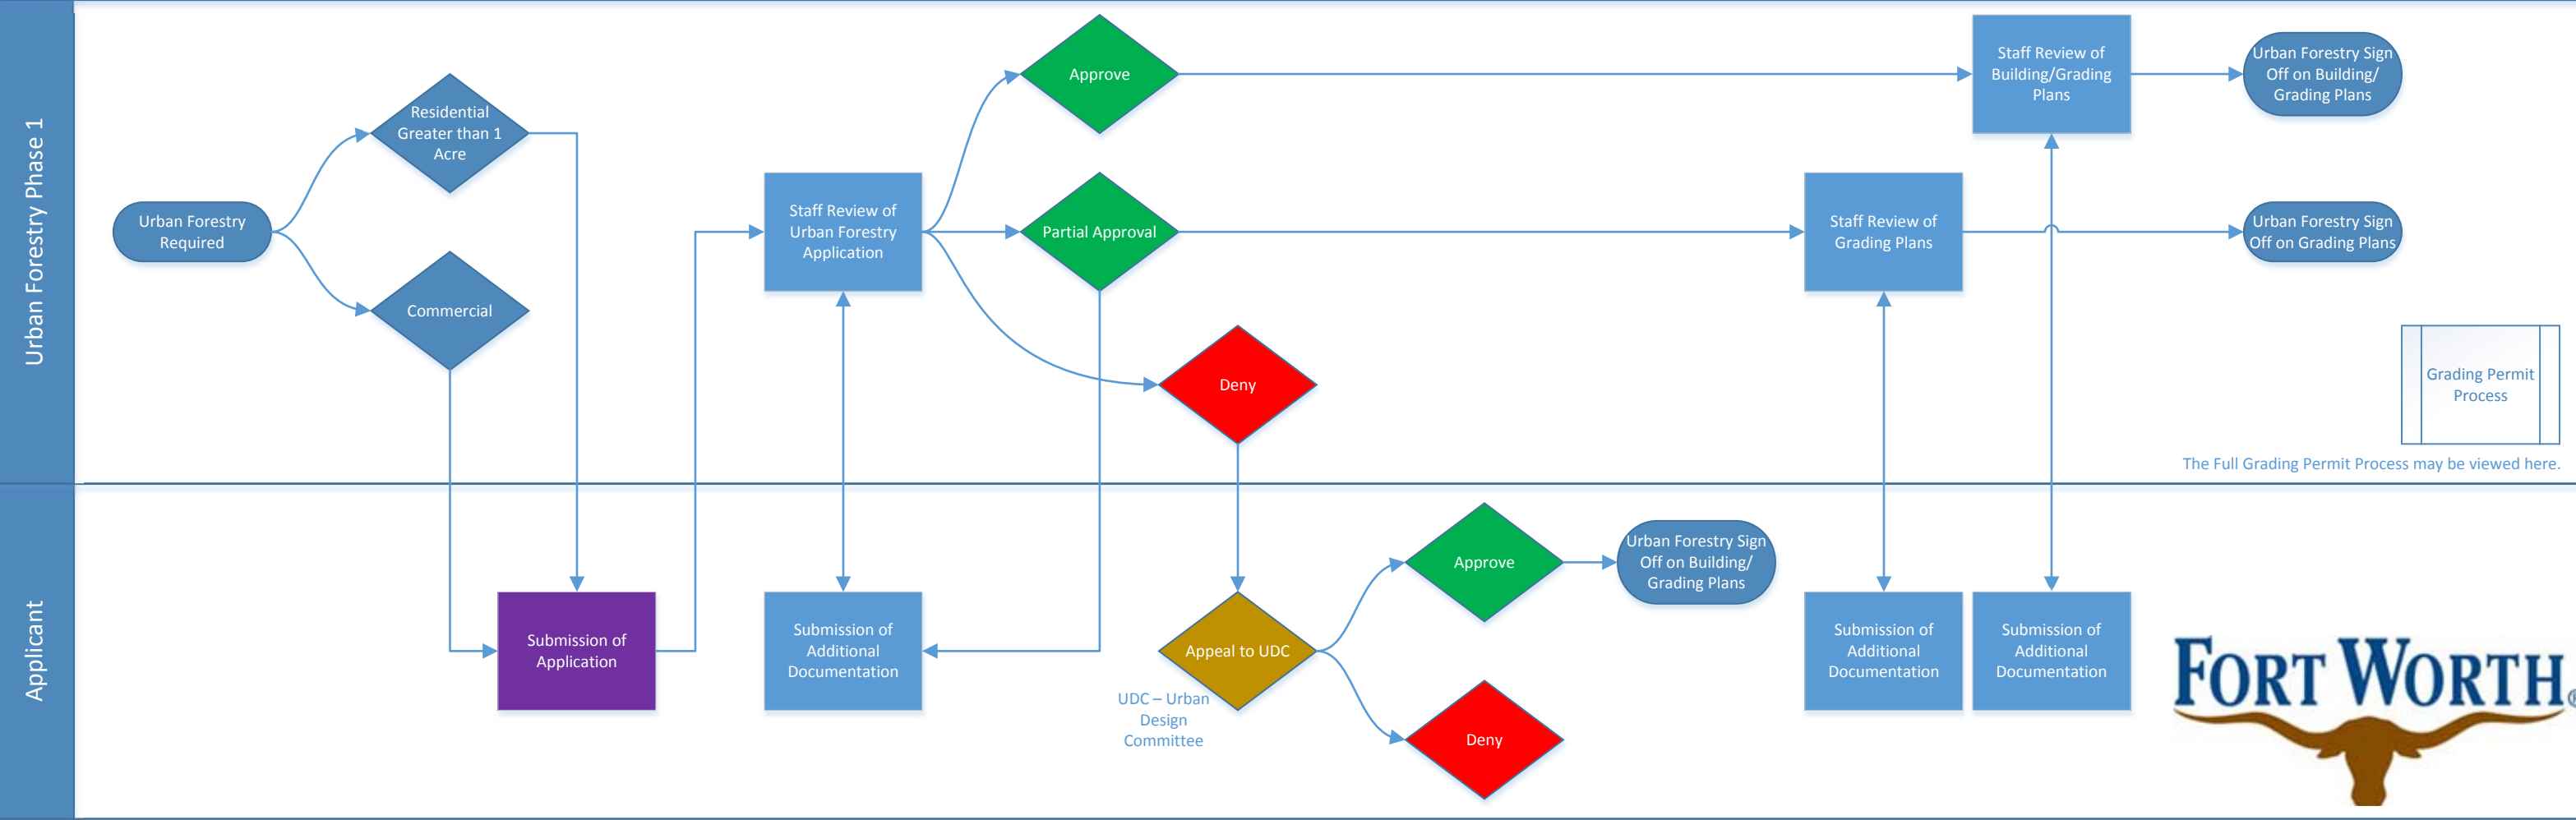 Urban Forestry Phase 1
Urban Forestry
Required
Residential
Greater than 1
Acre
Commercial
Staff Review of
Urban Forestry
Application
Approve
Partial Approval
Deny
Staff Review of
Building/Grading
Plans
Urban Forestry Sign
Off on Building/
Grading Plans
Staff Review of
Grading Plans
Urban Forestry Sign
Off on Grading Plans
Grading Permit
Process
The Full Grading Permit Process may be viewed here.
Applicant
Submission of
Application
Submission of
Additional
Documentation
Appeal to UDC
UDC – Urban
Design
Committee
Approve
Deny
Urban Forestry Sign
Off on Building/
Grading Plans
Submission of
Additional
Documentation
Submission of
Additional
Documentation
FORT WORTH®